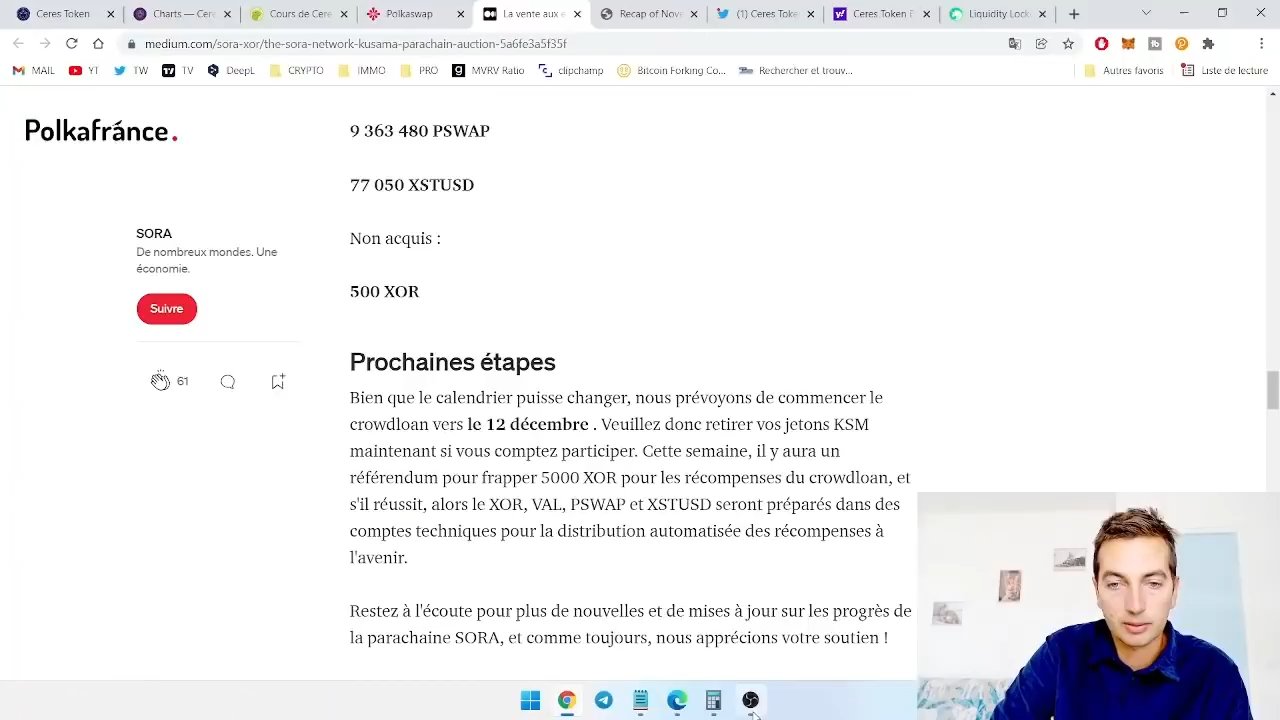 Ceres Token
Charts — Cere
Cours de Cere
Polkaswap
La vente aux e
Recap of Nov
(1) Ceres Toke
Ceres Token (
Liquidity Lock
medium.com/sora-xor/the-sora-network-kusama-parachain-auction-5a6fe3a5f35f
MAIL
YT
TW
TV
DeepL
CRYPTO
IMMO
PRO
MVRV Ratio
clipchamp
Bitcoin Forking Co...
Rechercher et trouv...
Autres favoris
Liste de lecture
Polkafránce.
9 363 480 PSWAP
77 050 XSTUSD
SORA
De nombreux mondes. Une
économie.
Suivre
61
Non acquis :
500 XOR
Prochaines étapes
Bien que le calendrier puisse changer, nous prévoyons de commencer le
crowdloan vers le 12 décembre . Veuillez donc retirer vos jetons KSM
maintenant si vous comptez participer. Cette semaine, il y aura un
référendum pour frapper 5000 XOR pour les récompenses du crowdloan, et
s'il réussit, alors le XOR, VAL, PSWAP et XSTUSD seront préparés dans des
comptes techniques pour la distribution automatisée des récompenses à
l'avenir.
Restez à l'écoute pour plus de nouvelles et de mises à jour sur les progrès de
la parachaine SORA, et comme toujours, nous apprécions votre soutien !